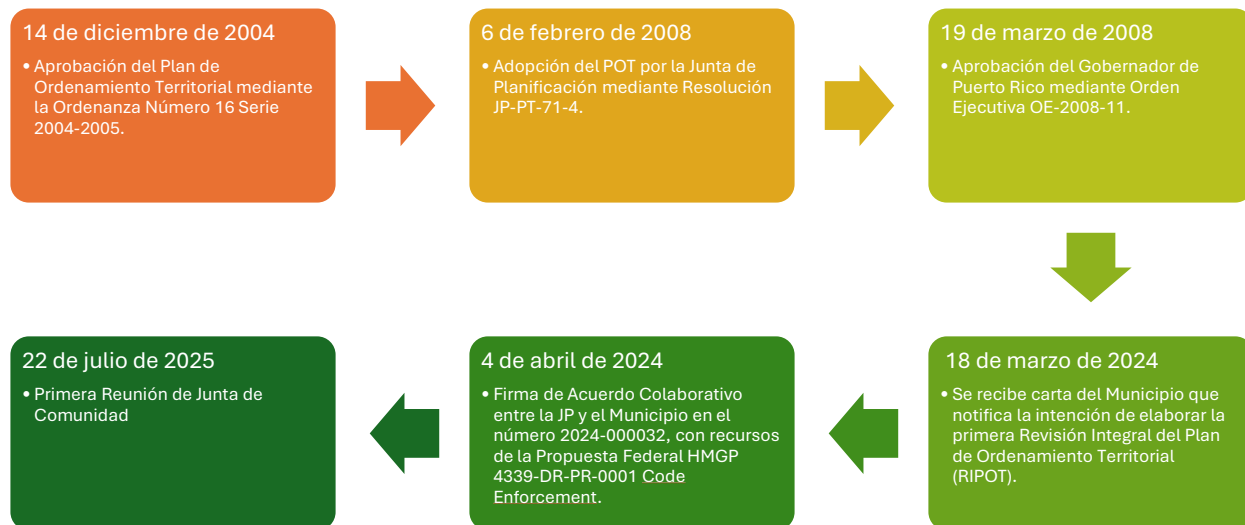 14 de diciembre de 2004
• Aprobación del Plan de
Ordenamiento Territorial mediante
la Ordenanza Número 16 Serie
2004-2005.
6 de febrero de 2008
• Adopción del POT por la Junta de
Planificación mediante Resolución
JP-PT-71-4.
19 de marzo de 2008
• Aprobación del Gobernador de
Puerto Rico mediante Orden
Ejecutiva OE-2008-11.
18 de marzo de 2024
• Se recibe carta del Municipio que
notifica la intención de elaborar la
primera Revisión Integral del Plan
de Ordenamiento Territorial
(RIPOT).
4 de abril de 2024
• Firma de Acuerdo Colaborativo
entre la JP y el Municipio en el
número 2024-000032, con recursos
de la Propuesta Federal HMGP
4339-DR-PR-0001 Code
Enforcement.
22 de julio de 2025
• Primera Reunión de Junta de
Comunidad